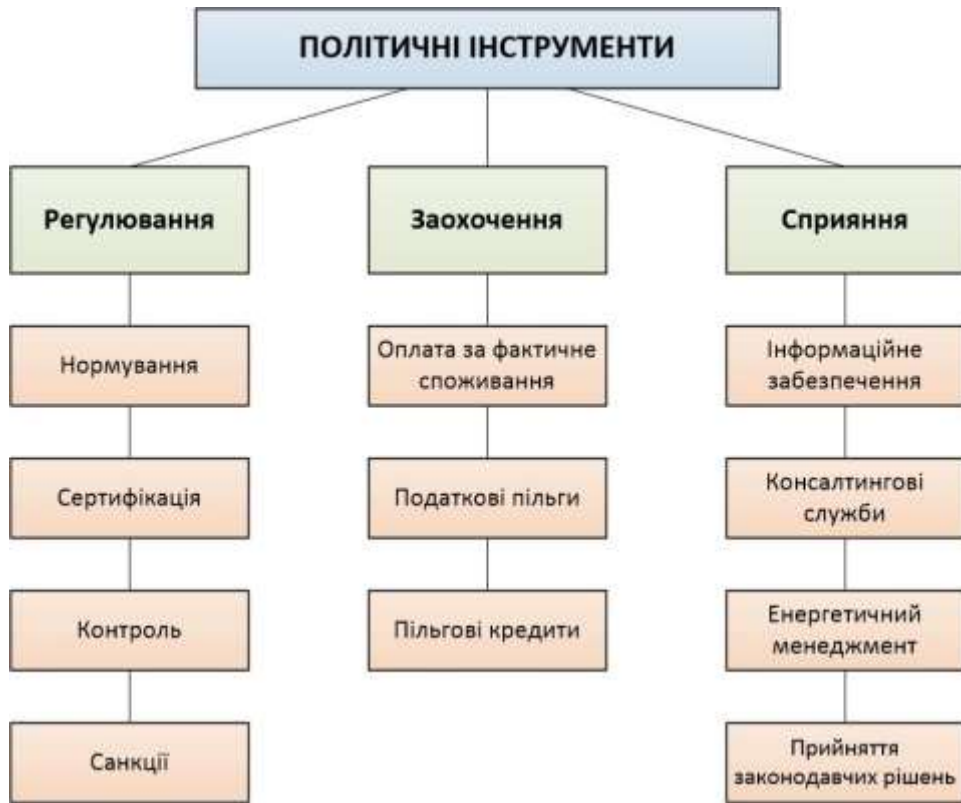 ПОЛІТИЧНІ ІНСТРУМЕНТИ
Регулювання
Заохочення
Сприяння
Нормування
Оплата за фактичне
споживання
Інформаційне
забезпечення
Сертифікація
Податкові пільги
Консалтингові
служби
Контроль
Пільгові кредити
Енергетичний
менеджмент
Санкції
Прийняття
законодавчих рішень